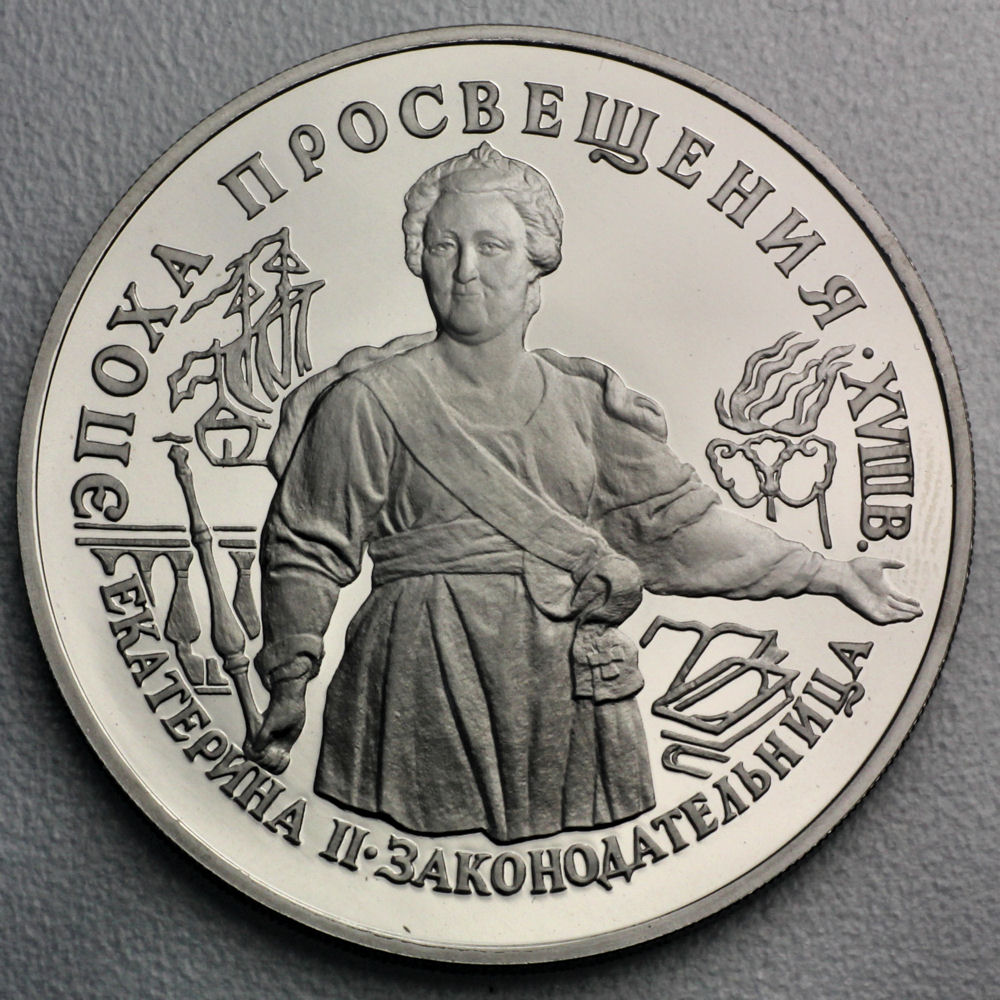 ЭПОХА ПРОСВЕЩЕНИЯ · XVIII В.
ЕКАТЕРИНА II · ЗАКОНОДАТЕЛЬНИЦА